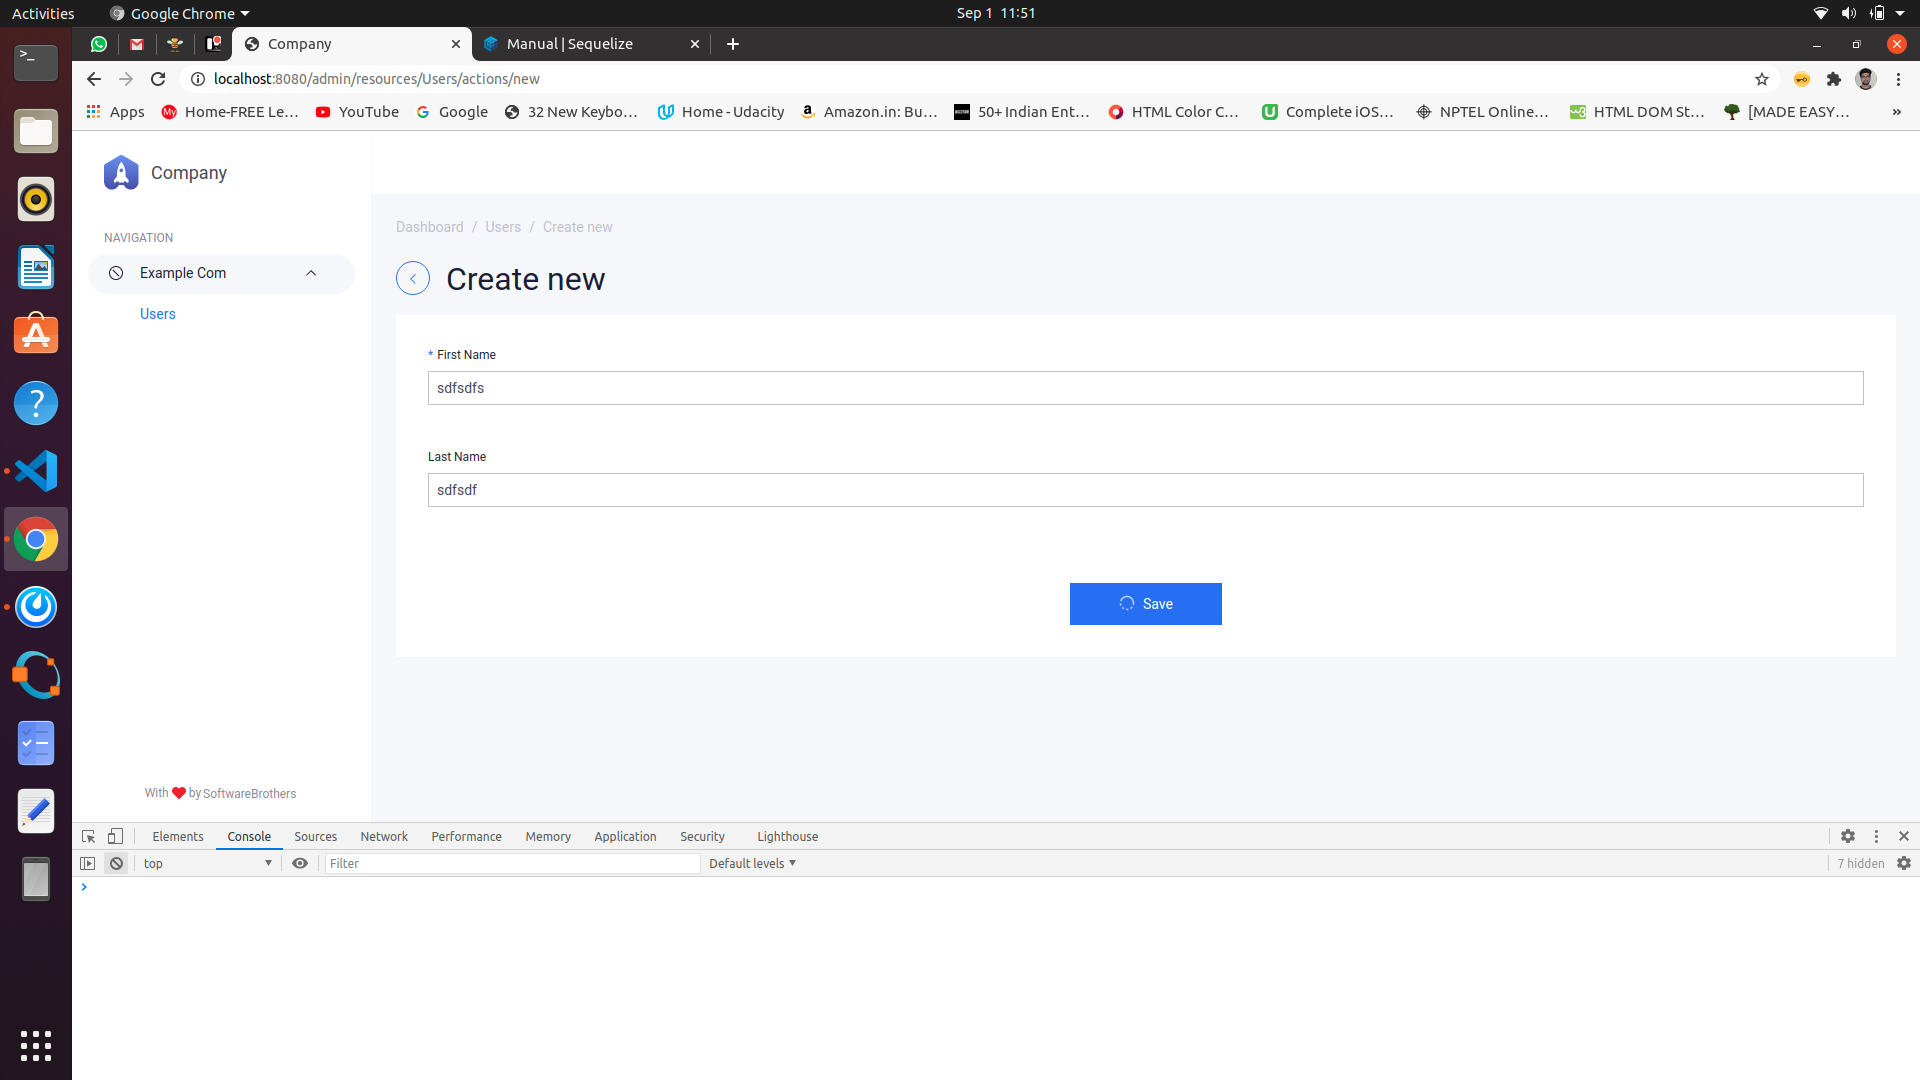 Activities
Google Chrome
Sep 1 11:51
Company
Manual | Sequelize
localhost:8080/admin/resources/Users/actions/new
Apps
Home-FREE Le...
YouTube
Google
32 New Keybo...
Home - Udacity
Amazon.in: Bu...
50+ Indian Ent...
HTML Color C...
Complete iOS...
NPTEL Online...
HTML DOM St...
[MADE EASY...
»
Company
NAVIGATION
Example Com
Users
With ❤ by SoftwareBrothers
Dashboard / Users / Create new
Create new
* First Name
sdfsdfs
Last Name
sdfsdf
Save
Elements
Console
Sources
Network
Performance
Memory
Application
Security
Lighthouse
top
Filter
Default levels
7 hidden